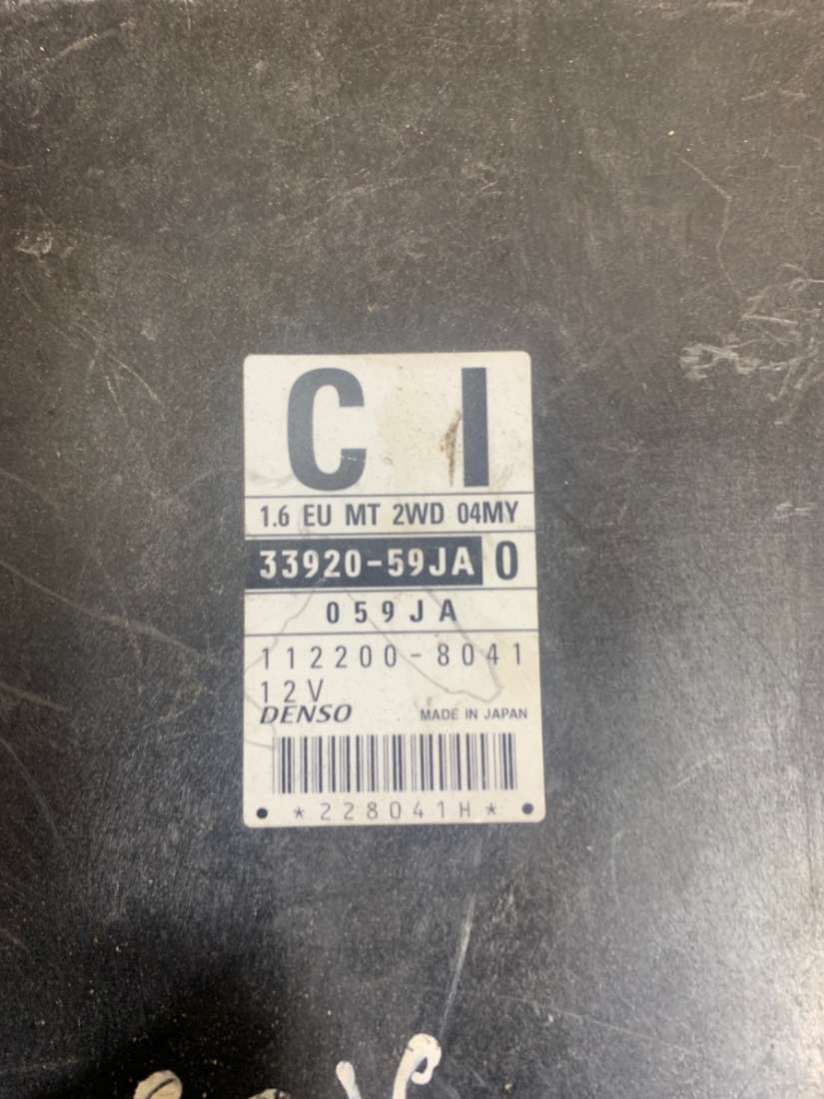 C I
1.6 EU MT 2WD 04MY
33920-59JA 0
059JA
112200-8041
12V
DENSO MADE IN JAPAN
*228041H*